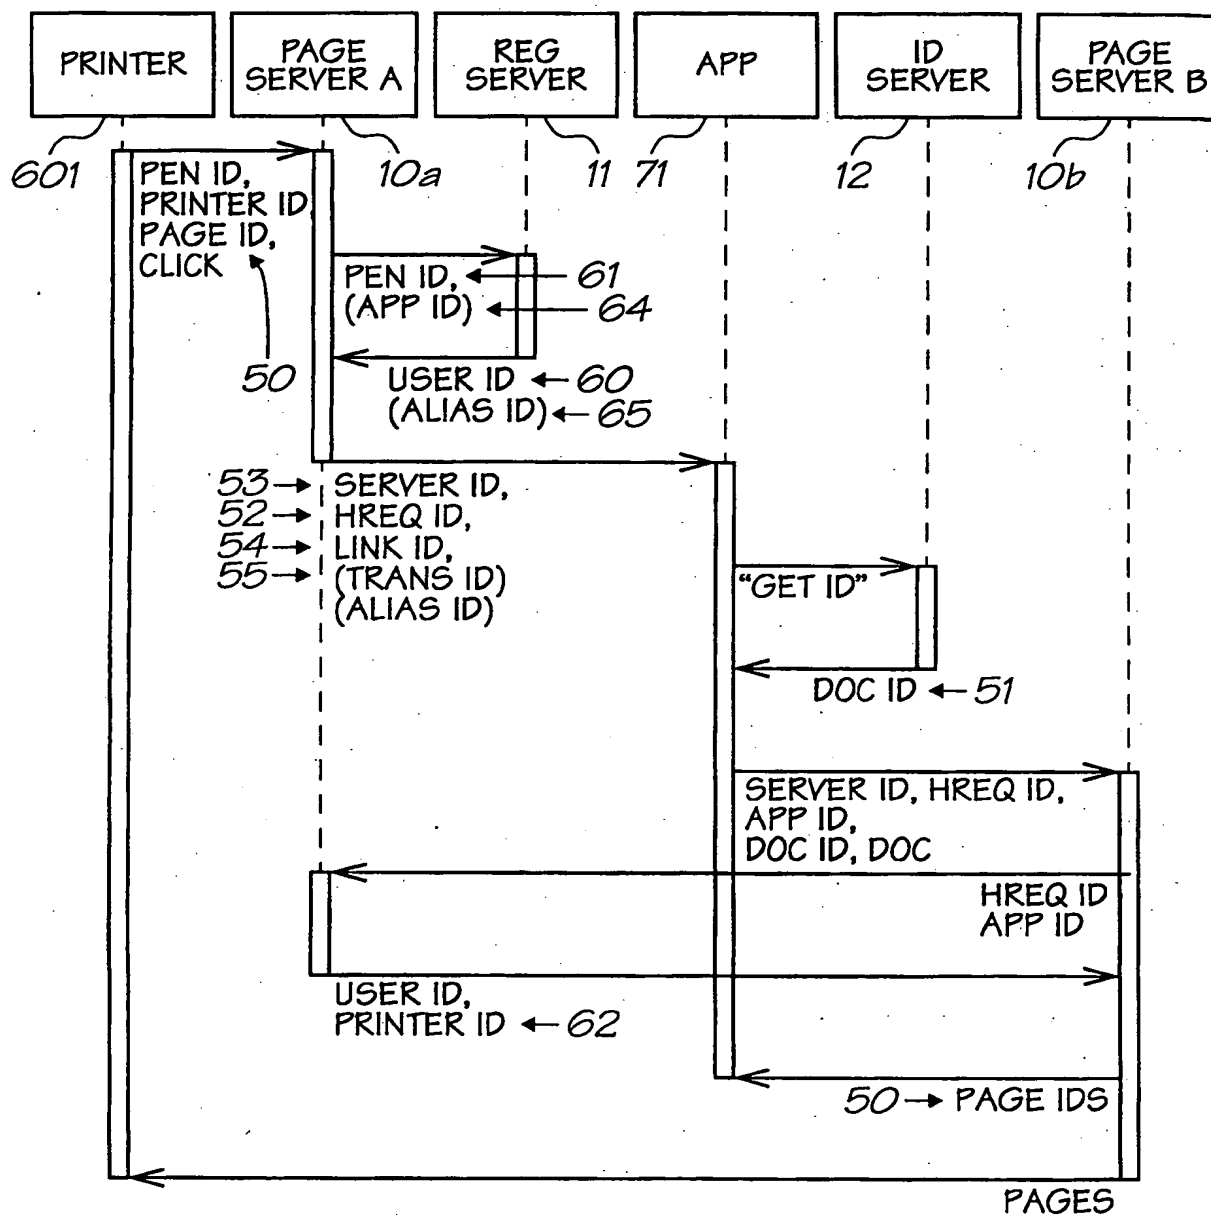 PRINTER
PAGE
SERVER A
REG
SERVER
APP
ID
SERVER
PAGE
SERVER B
601
10a
11
71
12
10b
PEN ID,
PRINTER ID
PAGE ID,
CLICK
50
PEN ID, 61
(APP ID) 64
USER ID 60
(ALIAS ID) 65
53 SERVER ID,
52 HREQ ID,
54 LINK ID,
55 (TRANS ID)
(ALIAS ID)
"GET ID"
DOC ID 51
SERVER ID, HREQ ID,
APP ID,
DOC ID, DOC
HREQ ID
APP ID
USER ID,
PRINTER ID 62
50 PAGE IDS
PAGES